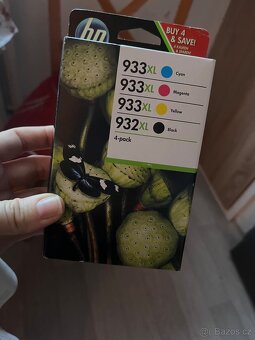 hp
BUY 4
& SAVE!
933XL Cyan
933XL Magenta
933XL Yellow
932XL Black
4-pack
© Bazos.cz